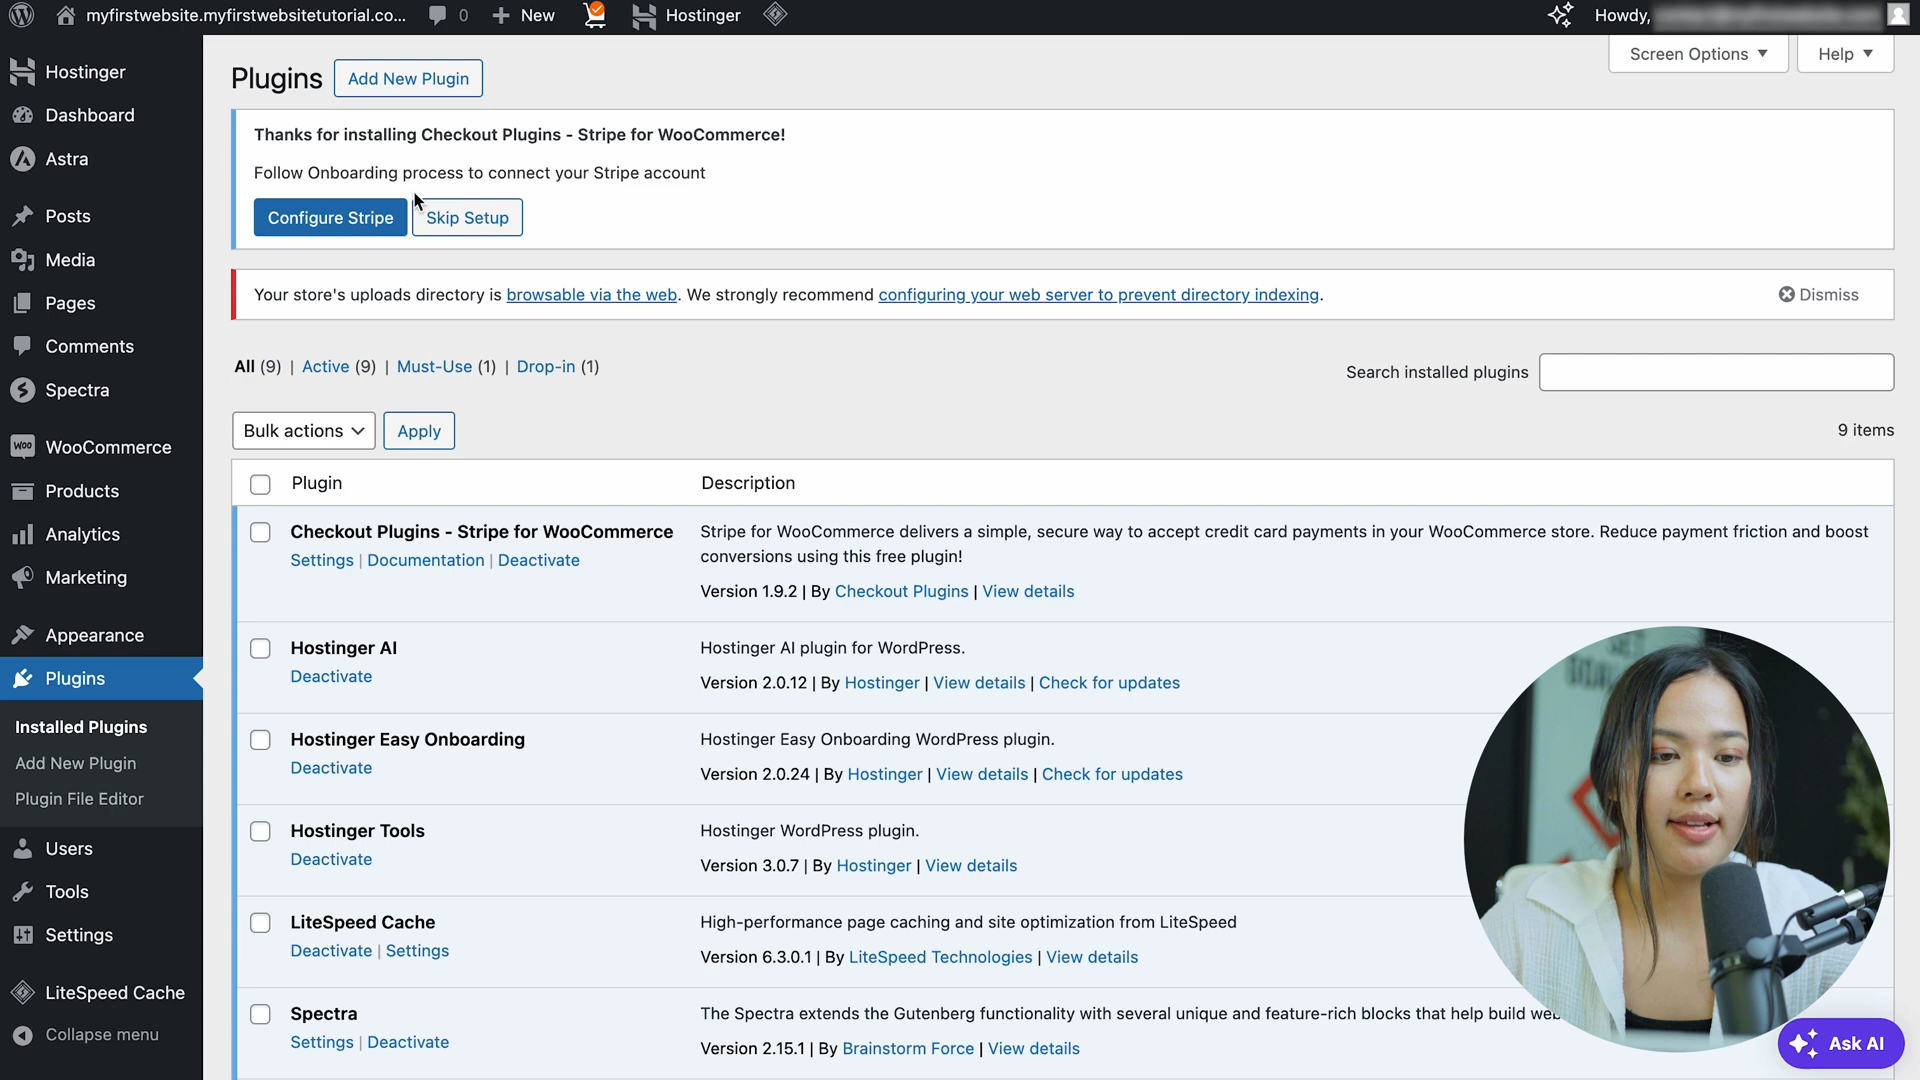 myfirstwebsite.myfirstwebsitetutorial.co... 0 New Hostinger Howdy,
Screen Options Help
Hostinger
Dashboard
Astra
Posts
Media
Pages
Comments
Spectra
Woo WooCommerce
Products
Analytics
Marketing
Appearance
Plugins
Installed Plugins
Add New Plugin
Plugin File Editor
Users
Tools
Settings
LiteSpeed Cache
Collapse menu
Plugins Add New Plugin
Thanks for installing Checkout Plugins - Stripe for WooCommerce!
Follow Onboarding process to connect your Stripe account
Configure Stripe Skip Setup
Your store's uploads directory is browsable via the web. We strongly recommend configuring your web server to prevent directory indexing. Dismiss
All (9) | Active (9) | Must-Use (1) | Drop-in (1)
Search installed plugins
Bulk actions Apply
9 items
Plugin Description
Checkout Plugins - Stripe for WooCommerce
Settings | Documentation | Deactivate
Stripe for WooCommerce delivers a simple, secure way to accept credit card payments in your WooCommerce store. Reduce payment friction and boost
conversions using this free plugin!
Version 1.9.2 | By Checkout Plugins | View details
Hostinger AI
Deactivate
Hostinger AI plugin for WordPress.
Version 2.0.12 | By Hostinger | View details | Check for updates
Hostinger Easy Onboarding
Deactivate
Hostinger Easy Onboarding WordPress plugin.
Version 2.0.24 | By Hostinger | View details | Check for updates
Hostinger Tools
Deactivate
Hostinger WordPress plugin.
Version 3.0.7 | By Hostinger | View details
LiteSpeed Cache
Deactivate | Settings
High-performance page caching and site optimization from LiteSpeed
Version 6.3.0.1 | By LiteSpeed Technologies | View details
Spectra
Settings | Deactivate
The Spectra extends the Gutenberg functionality with several unique and feature-rich blocks that help build
Version 2.15.1 | By Brainstorm Force | View details
Ask AI